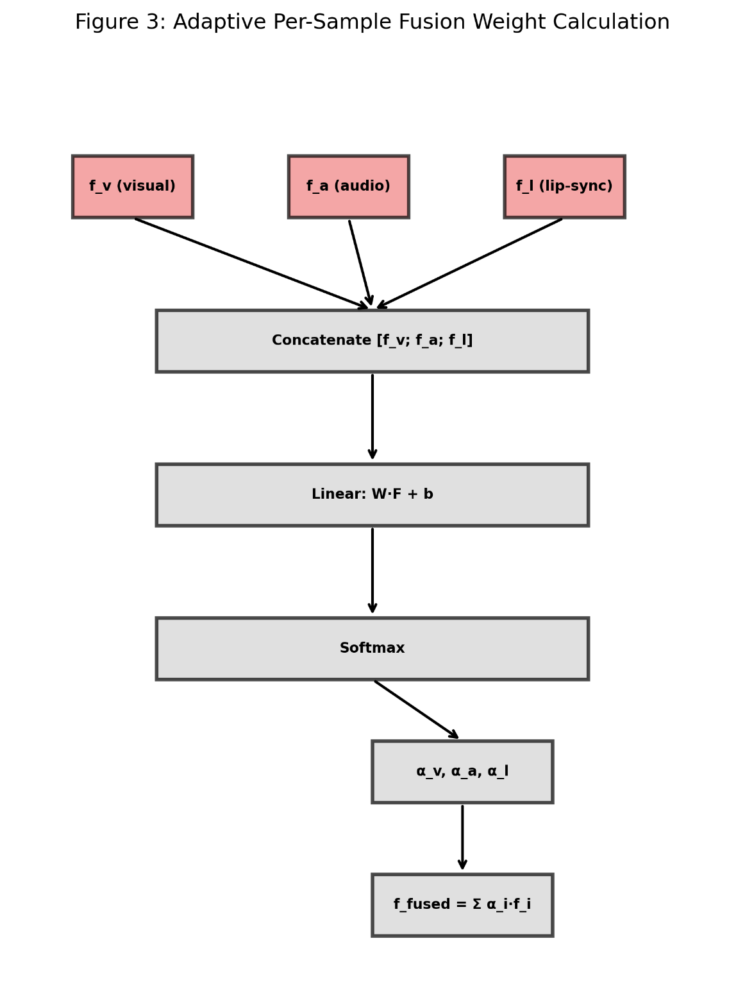 Figure 3: Adaptive Per-Sample Fusion Weight Calculation
f_v (visual)
f_a (audio)
f_l (lip-sync)
Concatenate [f_v; f_a; f_l]
Linear: W·F + b
Softmax
α_v, α_a, α_l
f_fused = Σ α_i·f_i